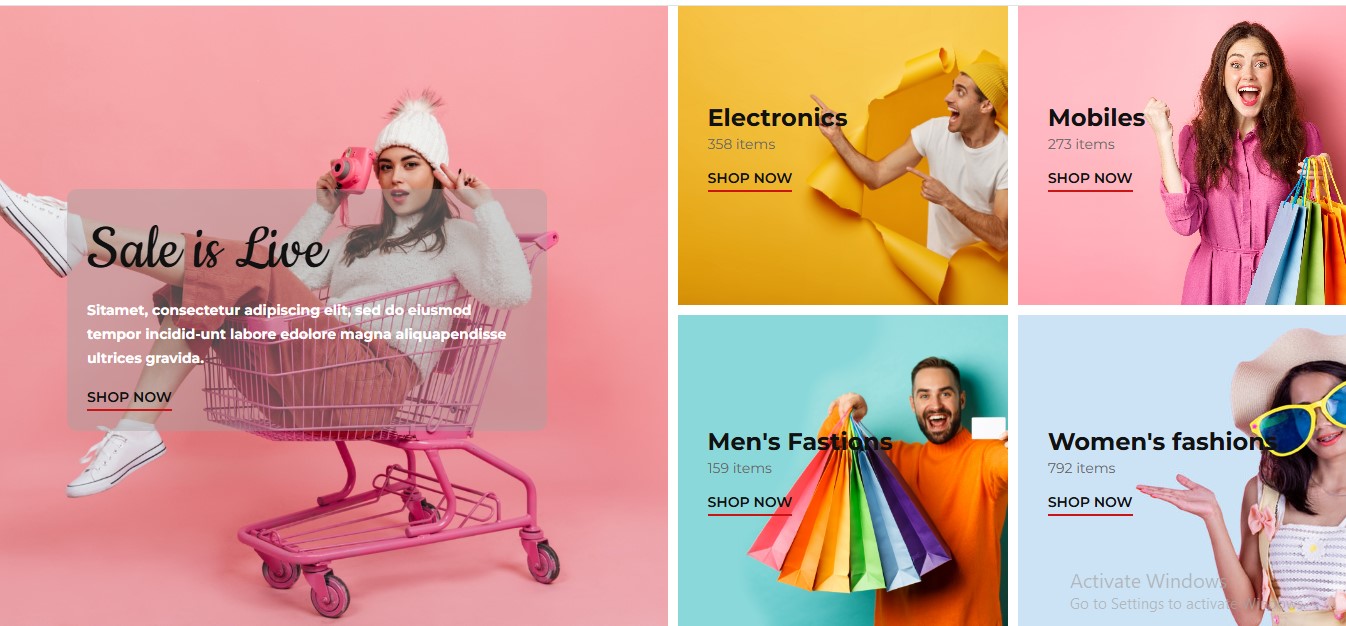 Sale is Live
Sitamet, consectetur adipiscing elit, sed do eiusmod
tempor incidid-unt labore edolore magna aliquapendisse
ultrices gravida.
SHOP NOW
Electronics
358 items
SHOP NOW
Mobiles
273 items
SHOP NOW
Men's Fastions
159 items
SHOP NOW
Women's fashions
792 items
SHOP NOW
Activate Windows
Go to Settings to activate Windows.